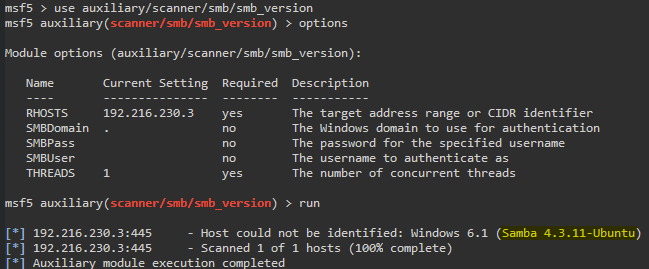 msf5 > use auxiliary/scanner/smb/smb_version
msf5 auxiliary(scanner/smb/smb_version) > options
Module options (auxiliary/scanner/smb/smb_version):
Name Current Setting Required Description
---- --------------- -------- -----------
RHOSTS 192.216.230.3 yes The target address range or CIDR identifier
SMBDomain . no The Windows domain to use for authentication
SMBPass no The password for the specified username
SMBUser no The username to authenticate as
THREADS 1 yes The number of concurrent threads
msf5 auxiliary(scanner/smb/smb_version) > run
[*] 192.216.230.3:445 - Host could not be identified: Windows 6.1 (Samba 4.3.11-Ubuntu)
[*] 192.216.230.3:445 - Scanned 1 of 1 hosts (100% complete)
[*] Auxiliary module execution completed